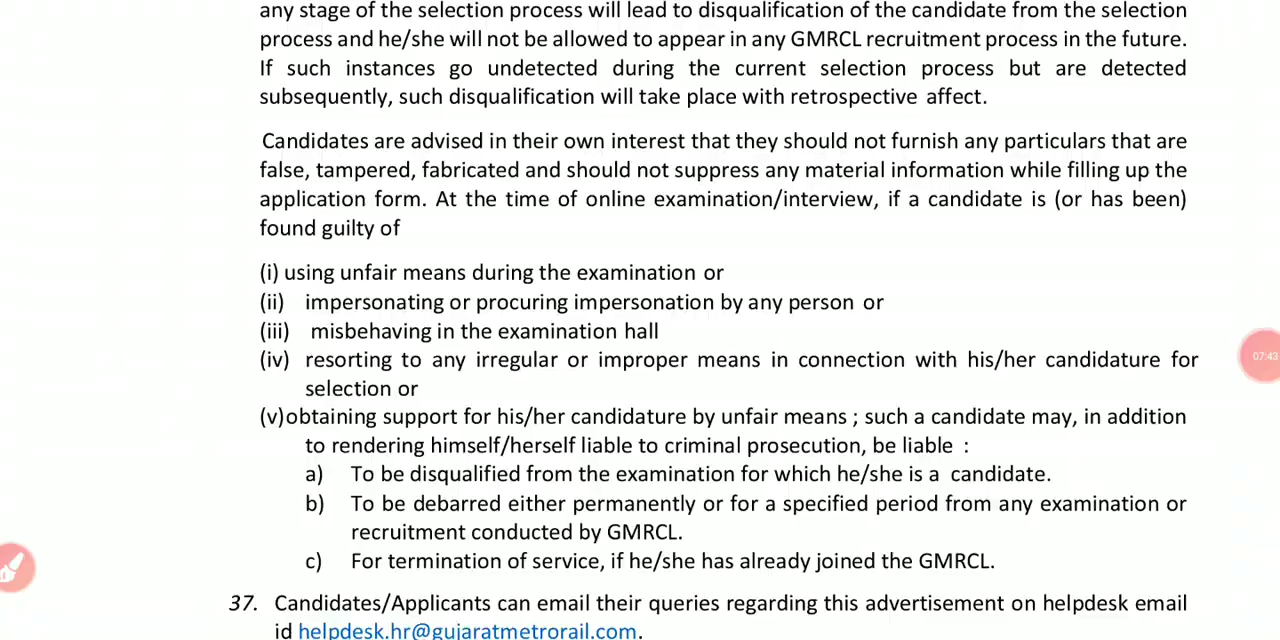 any stage of the selection process will lead to disqualification of the candidate from the selection
process and he/she will not be allowed to appear in any GMRCL recruitment process in the future.
If such instances go undetected during the current selection process but are detected
subsequently, such disqualification will take place with retrospective affect.
Candidates are advised in their own interest that they should not furnish any particulars that are
false, tampered, fabricated and should not suppress any material information while filling up the
application form. At the time of online examination/interview, if a candidate is (or has been)
found guilty of
(i) using unfair means during the examination or
(ii) impersonating or procuring impersonation by any person or
(iii) misbehaving in the examination hall
(iv) resorting to any irregular or improper means in connection with his/her candidature for
selection or
(v)obtaining support for his/her candidature by unfair means ; such a candidate may, in addition
to rendering himself/herself liable to criminal prosecution, be liable :
a) To be disqualified from the examination for which he/she is a candidate.
b) To be debarred either permanently or for a specified period from any examination or
recruitment conducted by GMRCL.
c) For termination of service, if he/she has already joined the GMRCL.
37. Candidates/Applicants can email their queries regarding this advertisement on helpdesk email
id helpdesk.hr@gujaratmetrorail.com.
07:43